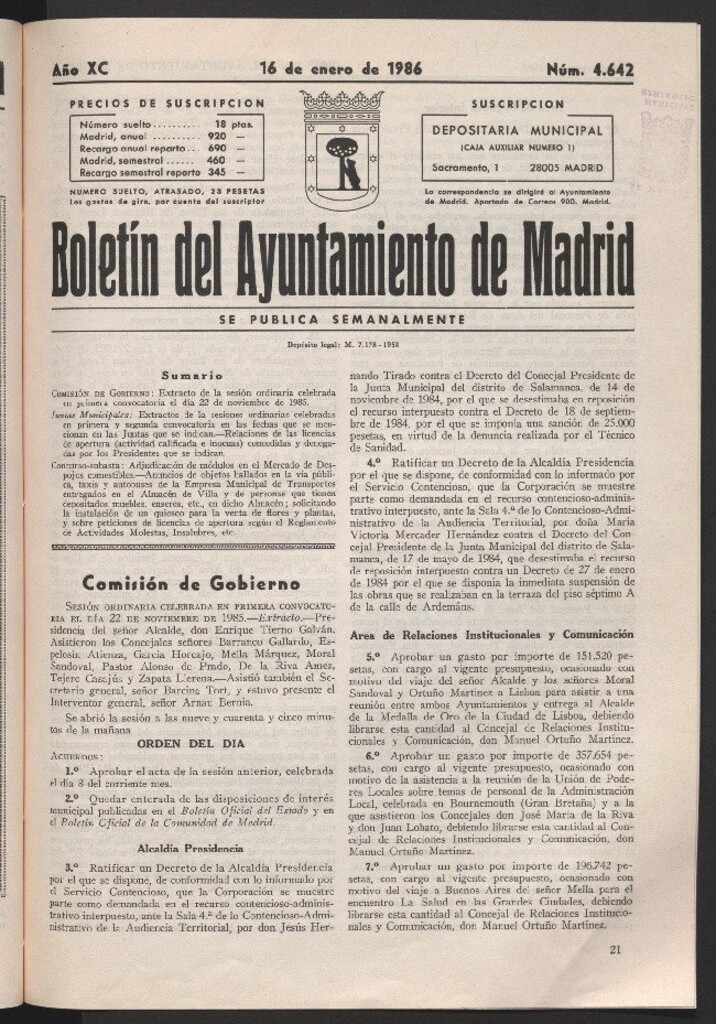 Año XC
16 de enero de 1986
Núm. 4.642
PRECIOS DE SUSCRIPCION
Número suelto .......... 18 ptas.
Madrid, anual .......... 920 —
Recargo anual reparto... 690 —
Madrid, semestral ...... 460 —
Recargo semestral reparto 345 —
NUMERO SUELTO, ATRASADO, 23 PESETAS
Los gastos de giro, por cuenta del suscriptor
SUSCRIPCION
DEPOSITARIA MUNICIPAL
(CAJA AUXILIAR NUMERO 1)
Sacramento, 1 28005 MADRID
La correspondencia se dirigirá al Ayuntamiento
de Madrid. Apartado de Correos 900. Madrid.
Boletín del Ayuntamiento de Madrid
SE PUBLICA SEMANALMENTE
Depósito legal: M. 7.178 - 1958
Sumario
COMISIÓN DE GOBIERNO: Extracto de la sesión ordinaria celebrada
en primera convocatoria el día 22 de noviembre de 1985.
Juntas Municipales: Extractos de la sesiones ordinarias celebradas
en primera y segunda convocatoria en las fechas que se men-
cionan en las Juntas que se indican.—Relaciones de las licencias
de apertura (actividad calificada e inocuas) concedidas y denega-
das por los Presidentes que se indican.
Concurso-subasta: Adjudicación de módulos en el Mercado de Des-
pojos comestibles.—Anuncios de objetos hallados en la vía públi-
ca, taxis y autobuses de la Empresa Municipal de Transportes
entregados en el Almacén de Villa y de personas que tienen
depositados muebles, enseres, etc., en dicho Almacén; solicitando
la instalación de un quiosco para la venta de flores y plantas,
y sobre peticiones de licencias de apertura según el Reglamento
de Actividades Molestas, Insalubres, etc.
Comisión de Gobierno
SESIÓN ORDINARIA CELEBRADA EN PRIMERA CONVOCATO-
RIA EL DÍA 22 DE NOVIEMBRE DE 1985.—Extracto.—Pre-
sidencia del señor Alcalde, don Enrique Tierno Galván.
Asistieron los Concejales señores Barranco Gallardo, Es-
pelosín Atienza, García Horcajo, Mella Márquez, Moral
Sandoval, Pastor Alonso de Prado, De la Riva Amez,
Tejero Casajús y Zapata Llerena.—Asistió también el Se-
cretario general, señor Barcina Tort, y estuvo presente el
Interventor general, señor Arnau Bernia.
Se abrió la sesión a las nueve y cuarenta y cinco minu-
tos de la mañana
ORDEN DEL DIA
ACUERDOS:
1.º Aprobar el acta de la sesión anterior, celebrada
el día 8 del corriente mes.
2.º Quedar enterada de las disposiciones de interés
municipal publicadas en el Boletín Oficial del Estado y en
el Boletín Oficial de la Comunidad de Madrid.
Alcaldía Presidencia
3.º Ratificar un Decreto de la Alcaldía Presidencia
por el que se dispone, de conformidad con lo informado por
el Servicio Contencioso, que la Corporación se muestre
parte como demandada en el recurso contencioso-adminis-
trativo interpuesto, ante la Sala 4.ª de lo Contencioso-Admi-
nistrativo de la Audiencia Territorial, por don Jesús Her-
nando Tirado contra el Decreto del Concejal Presidente de
la Junta Municipal del distrito de Salamanca, de 14 de
noviembre de 1984, por el que se desestimaba en reposición
el recurso interpuesto contra el Decreto de 18 de septiem-
bre de 1984, por el que se imponía una sanción de 25.000
pesetas, en virtud de la denuncia realizada por el Técnico
de Sanidad.
4.º Ratificar un Decreto de la Alcaldía Presidencia
por el que se dispone, de conformidad con lo informado por
el Servicio Contencioso, que la Corporación se muestre
parte como demandada en el recurso contencioso-adminis-
trativo interpuesto, ante la Sala 4.ª de lo Contencioso-Admi-
nistrativo de la Audiencia Territorial, por doña María
Victoria Mercader Hernández contra el Decreto del Con-
cejal Presidente de la Junta Municipal del distrito de Sala-
manca, de 17 de mayo de 1984, que desestimaba el recurso
de reposición interpuesto contra un Decreto de 27 de enero
de 1984 por el que se disponía la inmediata suspensión de
las obras que se realizaban en la terraza del piso séptimo A
de la calle de Ardemáns.
Area de Relaciones Institucionales y Comunicación
5.º Aprobar un gasto por importe de 151.520 pe-
setas, con cargo al vigente presupuesto, ocasionado con
motivo del viaje del señor Alcalde y los señores Moral
Sandoval y Ortuño Martínez a Lisboa para asistir a una
reunión entre ambos Ayuntamientos y entrega al Alcalde
de la Medalla de Oro de la Ciudad de Lisboa, debiendo
librarse esta cantidad al Concejal de Relaciones Institu-
cionales y Comunicación, don Manuel Ortuño Martínez.
6.º Aprobar un gasto por importe de 357.654 pe-
setas, con cargo al vigente presupuesto, ocasionado con
motivo de la asistencia a reunión de la Unión de Pode-
res Locales sobre temas de personal de la Administración
Local, celebrada en Bournemouth (Gran Bretaña) y a la
que asistieron los Concejales don José María de la Riva
y don Juan Lobato, debiendo librarse esta cantidad al Con-
cejal de Relaciones Institucionales y Comunicación, don
Manuel Ortuño Martínez.
7.º Aprobar un gasto por importe de 196.742 pe-
setas, con cargo al vigente presupuesto, ocasionado con
motivo del viaje a Buenos Aires del señor Mella para el
encuentro La Salud en las Grandes Ciudades, debiendo
librarse esta cantidad al Concejal de Relaciones Institucio-
nales y Comunicación, don Manuel Ortuño Martínez.
21